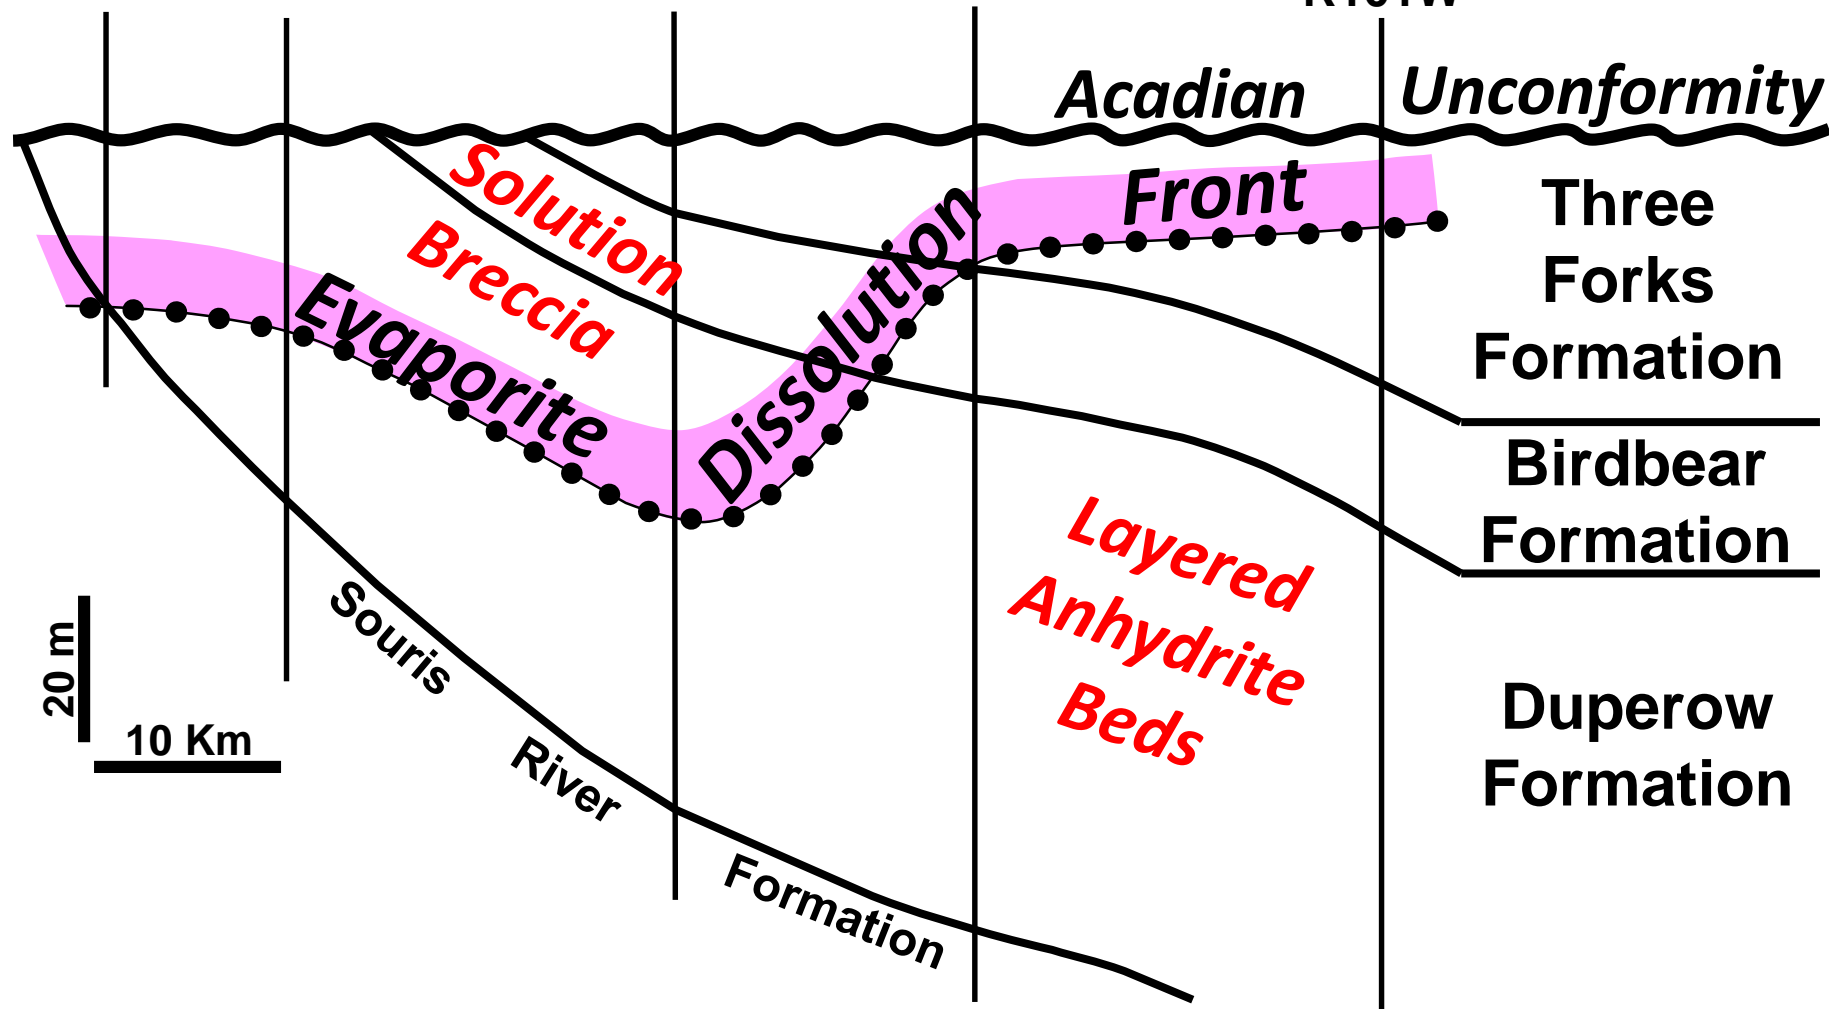 Acadian Unconformity
Solution
Breccia
Evaporite Dissolution Front
Three
Forks
Formation
Birdbear
Formation
Layered
Anhydrite
Beds
Duperow
Formation
Souris River Formation
20 m
10 Km